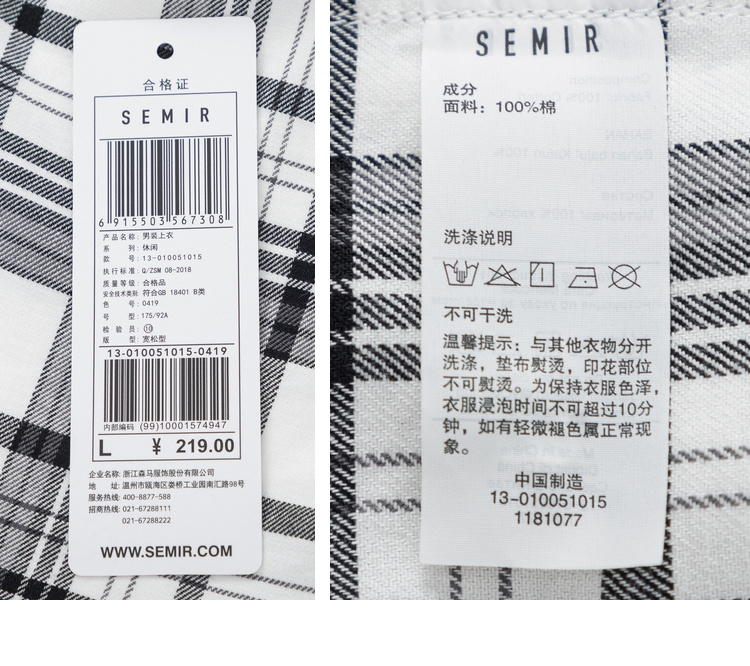 合格证
SEMIR
6 915503 567308
产品名称: 男装上衣
系 列: 休闲
款 号: 13-010051015
执行标准: Q/ZSM 08-2018
质量等级: 合格品
安全技术类别: 符合GB 18401 B类
色 号: 0419
号 型: 175/92A
检 验 员: ⑩
版 型: 宽松型
13-010051015-0419
内部编码 (99)10001574947
L ¥ 219.00
企业名称: 浙江森马服饰股份有限公司
地 址: 温州市瓯海区娄桥工业园南汇路98号
服务热线: 400-8877-588
招商热线: 021-67288111
021-67288222
WWW.SEMIR.COM
SEMIR
成分
面料: 100%棉
洗涤说明
不可干洗
温馨提示: 与其他衣物分开
洗涤, 垫布熨烫, 印花部位
不可熨烫。为保持衣服色泽,
衣服浸泡时间不可超过10分
钟, 如有轻微褪色属正常现
象。
中国制造
13-010051015
1181077